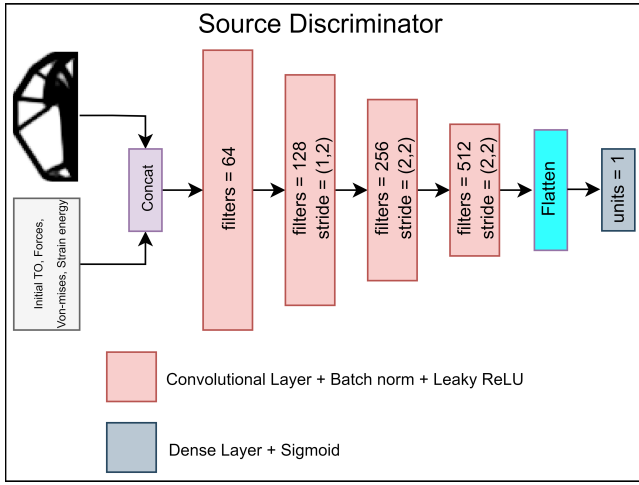 Source Discriminator
Initial TO, Forces,
Von-mises, Strain energy
Concat
filters = 64
filters = 128
stride = (1,2)
filters = 256
stride = (2,2)
filters = 512
stride = (2,2)
Flatten
units = 1
Convolutional Layer + Batch norm + Leaky ReLU
Dense Layer + Sigmoid